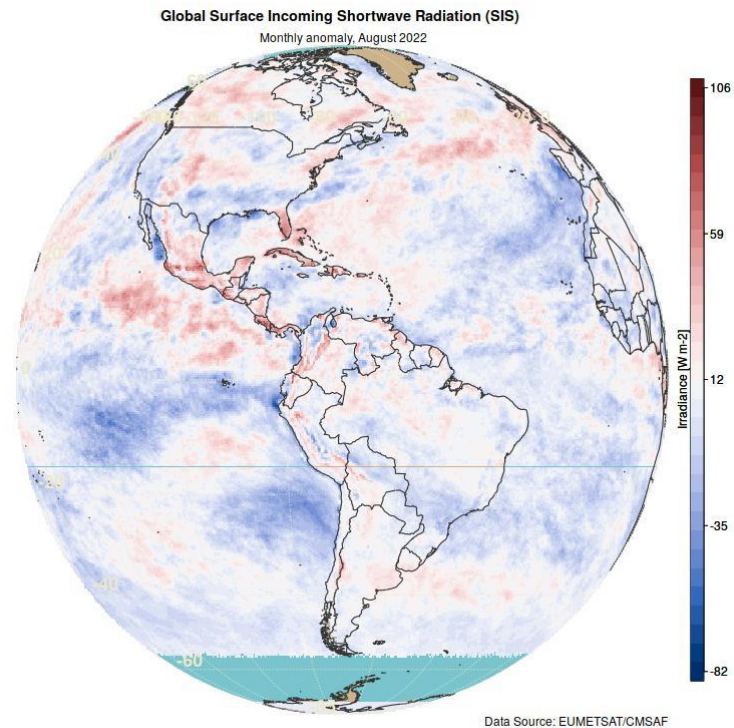 Global Surface Incoming Shortwave Radiation (SIS)
Monthly anomaly, August 2022
106
59
12
-35
-82
Irradiance [W m-2]
0
-40
-60
Data Source: EUMETSAT/CMSAF